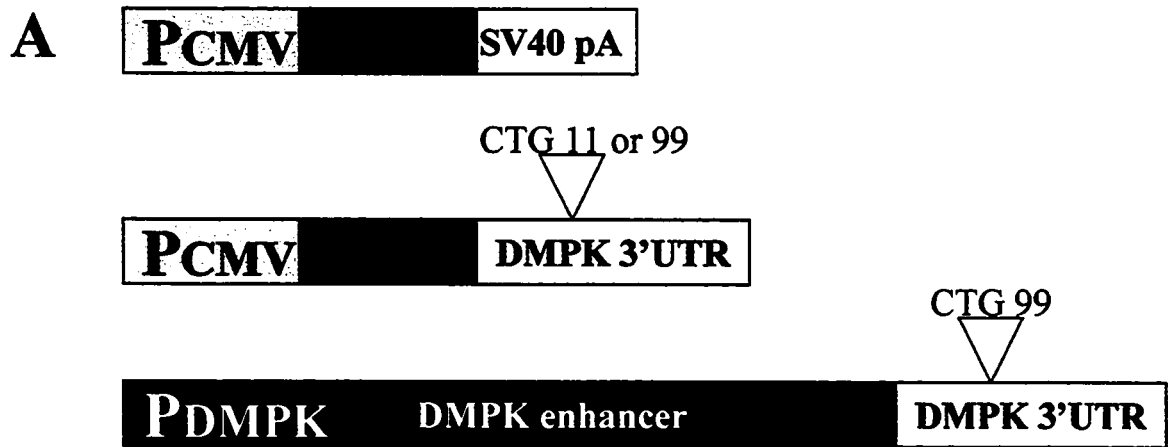 A
PCMV SV40 pA
CTG 11 or 99
PCMV DMPK 3'UTR
CTG 99
PDMPK DMPK enhancer DMPK 3'UTR